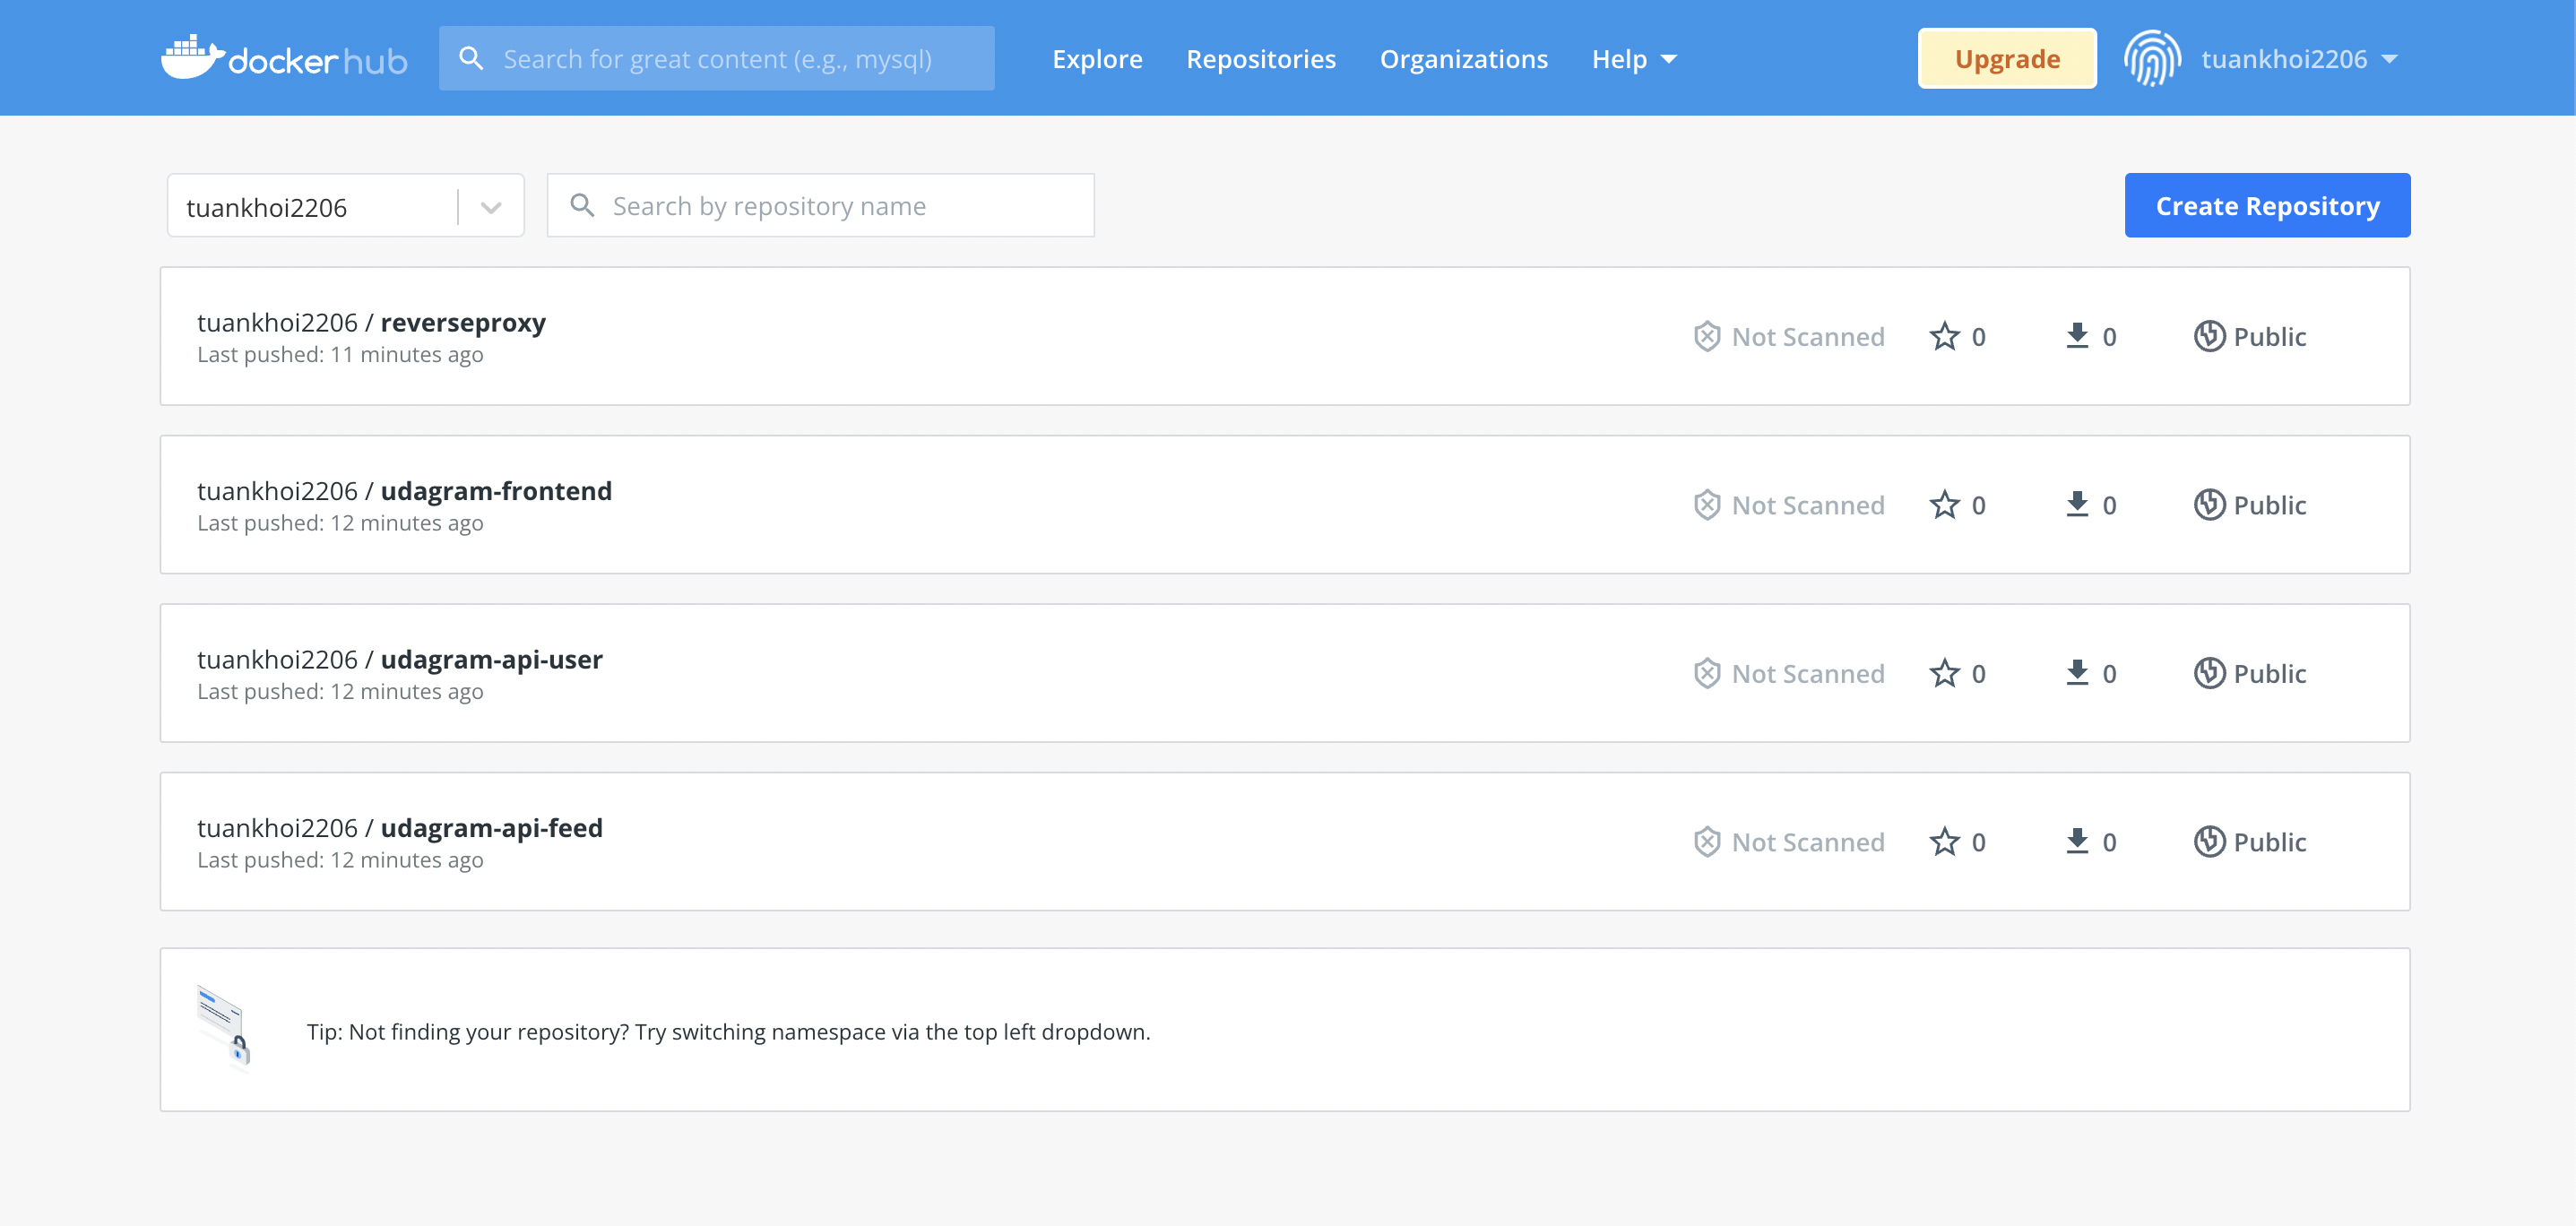 docker hub
Search for great content (e.g., mysql)
Explore Repositories Organizations Help
Upgrade
tuankhoi2206
tuankhoi2206
Search by repository name
Create Repository
tuankhoi2206 / reverseproxy
Last pushed: 11 minutes ago
Not Scanned 0 0 Public
tuankhoi2206 / udagram-frontend
Last pushed: 12 minutes ago
Not Scanned 0 0 Public
tuankhoi2206 / udagram-api-user
Last pushed: 12 minutes ago
Not Scanned 0 0 Public
tuankhoi2206 / udagram-api-feed
Last pushed: 12 minutes ago
Not Scanned 0 0 Public
Tip: Not finding your repository? Try switching namespace via the top left dropdown.